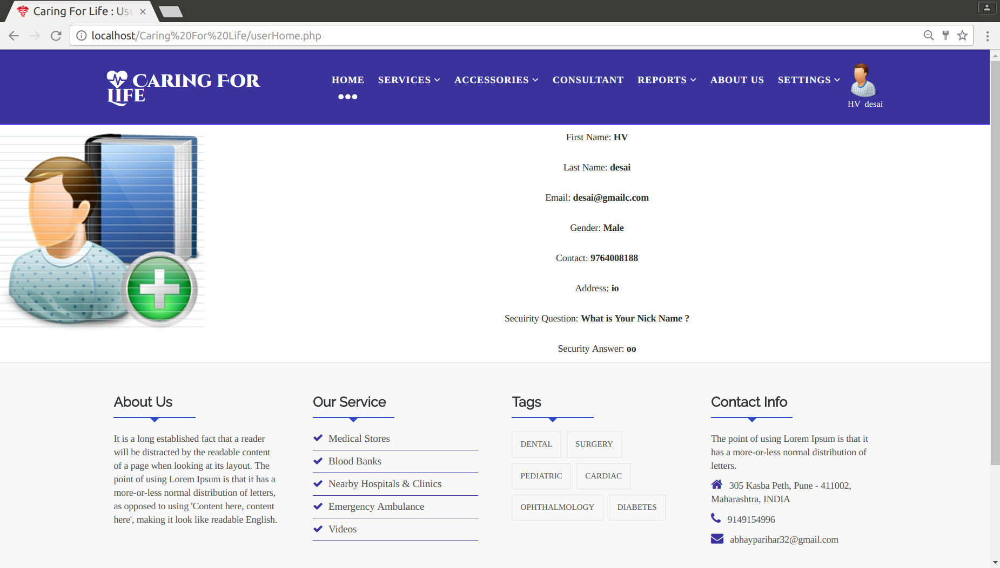 Caring For Life : Use
localhost/Caring%20For%20Life/userHome.php
Caring For
Life
HOME
SERVICES
ACCESSORIES
CONSULTANT
REPORTS
ABOUT US
SETTINGS
HV desai
First Name: HV
Last Name: desai
Email: desai@gmailc.com
Gender: Male
Contact: 9764008188
Address: io
Secuirity Question: What is Your Nick Name ?
Security Answer: oo
About Us
It is a long established fact that a reader
will be distracted by the readable content
of a page when looking at its layout. The
point of using Lorem Ipsum is that it has a
more-or-less normal distribution of letters,
as opposed to using 'Content here, content
here', making it look like readable English.
Our Service
Medical Stores
Blood Banks
Nearby Hospitals & Clinics
Emergency Ambulance
Videos
Tags
DENTAL
SURGERY
PEDIATRIC
CARDIAC
OPHTHALMOLOGY
DIABETES
Contact Info
The point of using Lorem Ipsum is that it
has a more-or-less normal distribution of
letters.
305 Kasba Peth, Pune - 411002,
Maharashtra, INDIA
9149154996
abhayparihar32@gmail.com